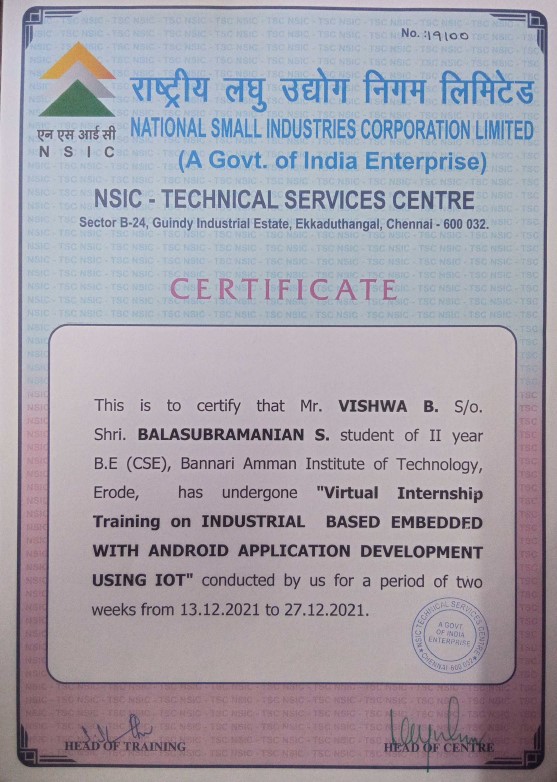 No. :19100
राष्ट्रीय लघु उद्योग निगम लिमिटेड
एन एस आई सी
N S I C
NATIONAL SMALL INDUSTRIES CORPORATION LIMITED
(A Govt. of India Enterprise)
NSIC - TECHNICAL SERVICES CENTRE
Sector B-24, Guindy Industrial Estate, Ekkaduthangal, Chennai - 600 032.
CERTIFICATE
This is to certify that Mr. VISHWA B. S/o.
Shri. BALASUBRAMANIAN S. student of II year
B.E (CSE), Bannari Amman Institute of Technology,
Erode, has undergone "Virtual Internship
Training on INDUSTRIAL BASED EMBEDDED
WITH ANDROID APPLICATION DEVELOPMENT
USING IOT" conducted by us for a period of two
weeks from 13.12.2021 to 27.12.2021.
NSIC TECHNICAL SERVICES CENTRE
A GOVT
OF INDIA
ENTERPRISE
CHENNAI 600 032
HEAD OF TRAINING
HEAD OF CENTRE